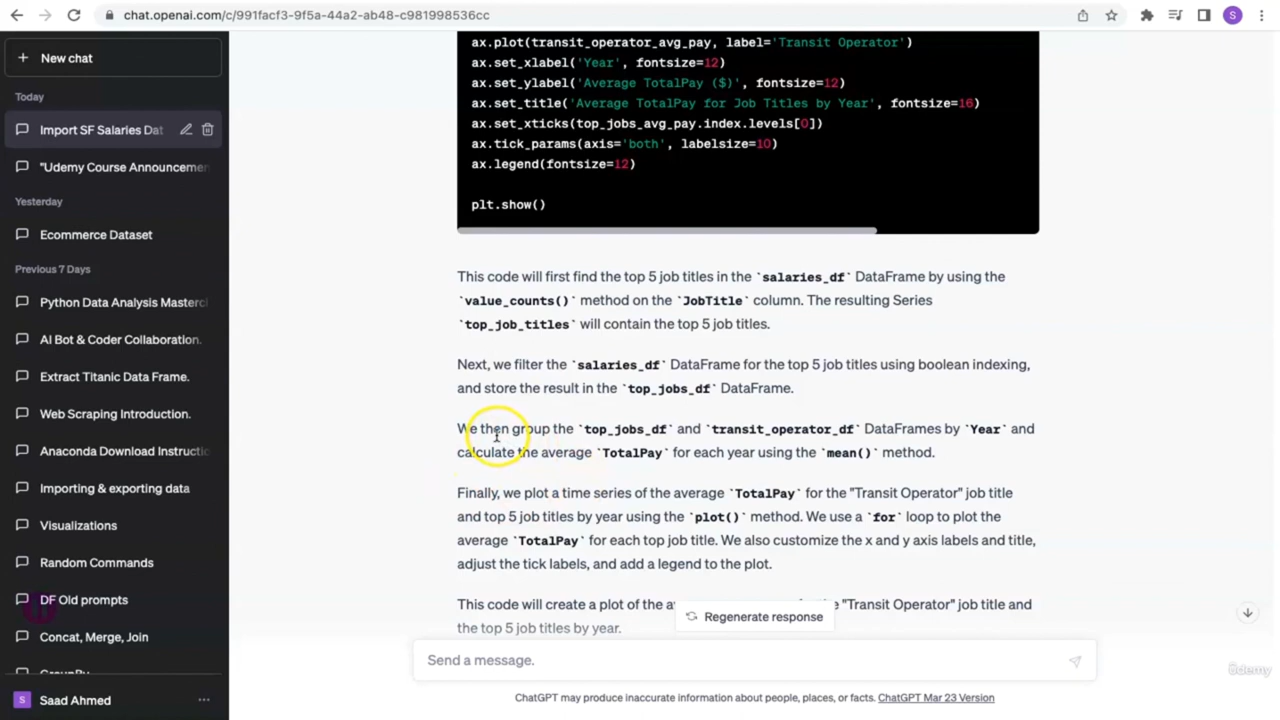 chat.openai.com/c/991facf3-9f5a-44a2-ab48-c981998536cc
S
New chat
Today
Import SF Salaries Dat
"Udemy Course Announcemen
Yesterday
Ecommerce Dataset
Previous 7 Days
Python Data Analysis Mastercl
AI Bot & Coder Collaboration.
Extract Titanic Data Frame.
Web Scraping Introduction.
Anaconda Download Instructio
Importing & exporting data
Visualizations
Random Commands
DF Old prompts
Concat, Merge, Join
GroupBy
S Saad Ahmed ...
ax.plot(transit_operator_avg_pay, label='Transit Operator')
ax.set_xlabel('Year', fontsize=12)
ax.set_ylabel('Average TotalPay ($)', fontsize=12)
ax.set_title('Average TotalPay for Job Titles by Year', fontsize=16)
ax.set_xticks(top_jobs_avg_pay.index.levels[0])
ax.tick_params(axis='both', labelsize=10)
ax.legend(fontsize=12)
plt.show()
This code will first find the top 5 job titles in the `salaries_df` DataFrame by using the
`value_counts()` method on the `JobTitle` column. The resulting Series
`top_job_titles` will contain the top 5 job titles.
Next, we filter the `salaries_df` DataFrame for the top 5 job titles using boolean indexing,
and store the result in the `top_jobs_df` DataFrame.
We then group the `top_jobs_df` and `transit_operator_df` DataFrames by `Year` and
calculate the average `TotalPay` for each year using the `mean()` method.
Finally, we plot a time series of the average `TotalPay` for the "Transit Operator" job title
and top 5 job titles by year using the `plot()` method. We use a `for` loop to plot the
average `TotalPay` for each top job title. We also customize the x and y axis labels and title,
adjust the tick labels, and add a legend to the plot.
This code will create a plot of the "Transit Operator" job title and
the top 5 job titles by year.
Regenerate response
Send a message.
ChatGPT may produce inaccurate information about people, places, or facts. ChatGPT Mar 23 Version
ûdemy